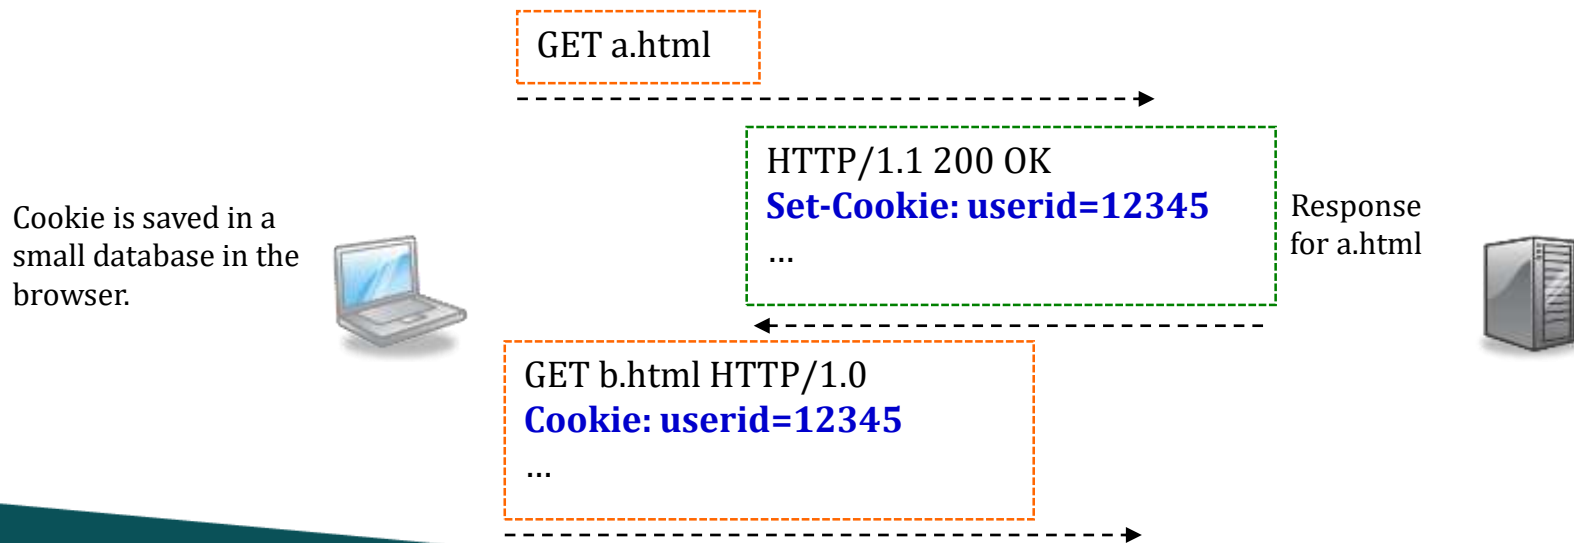 GET a.html
HTTP/1.1 200 OK
Set-Cookie: userid=12345
...
Response
for a.html
Cookie is saved in a
small database in the
browser.
GET b.html HTTP/1.0
Cookie: userid=12345
...